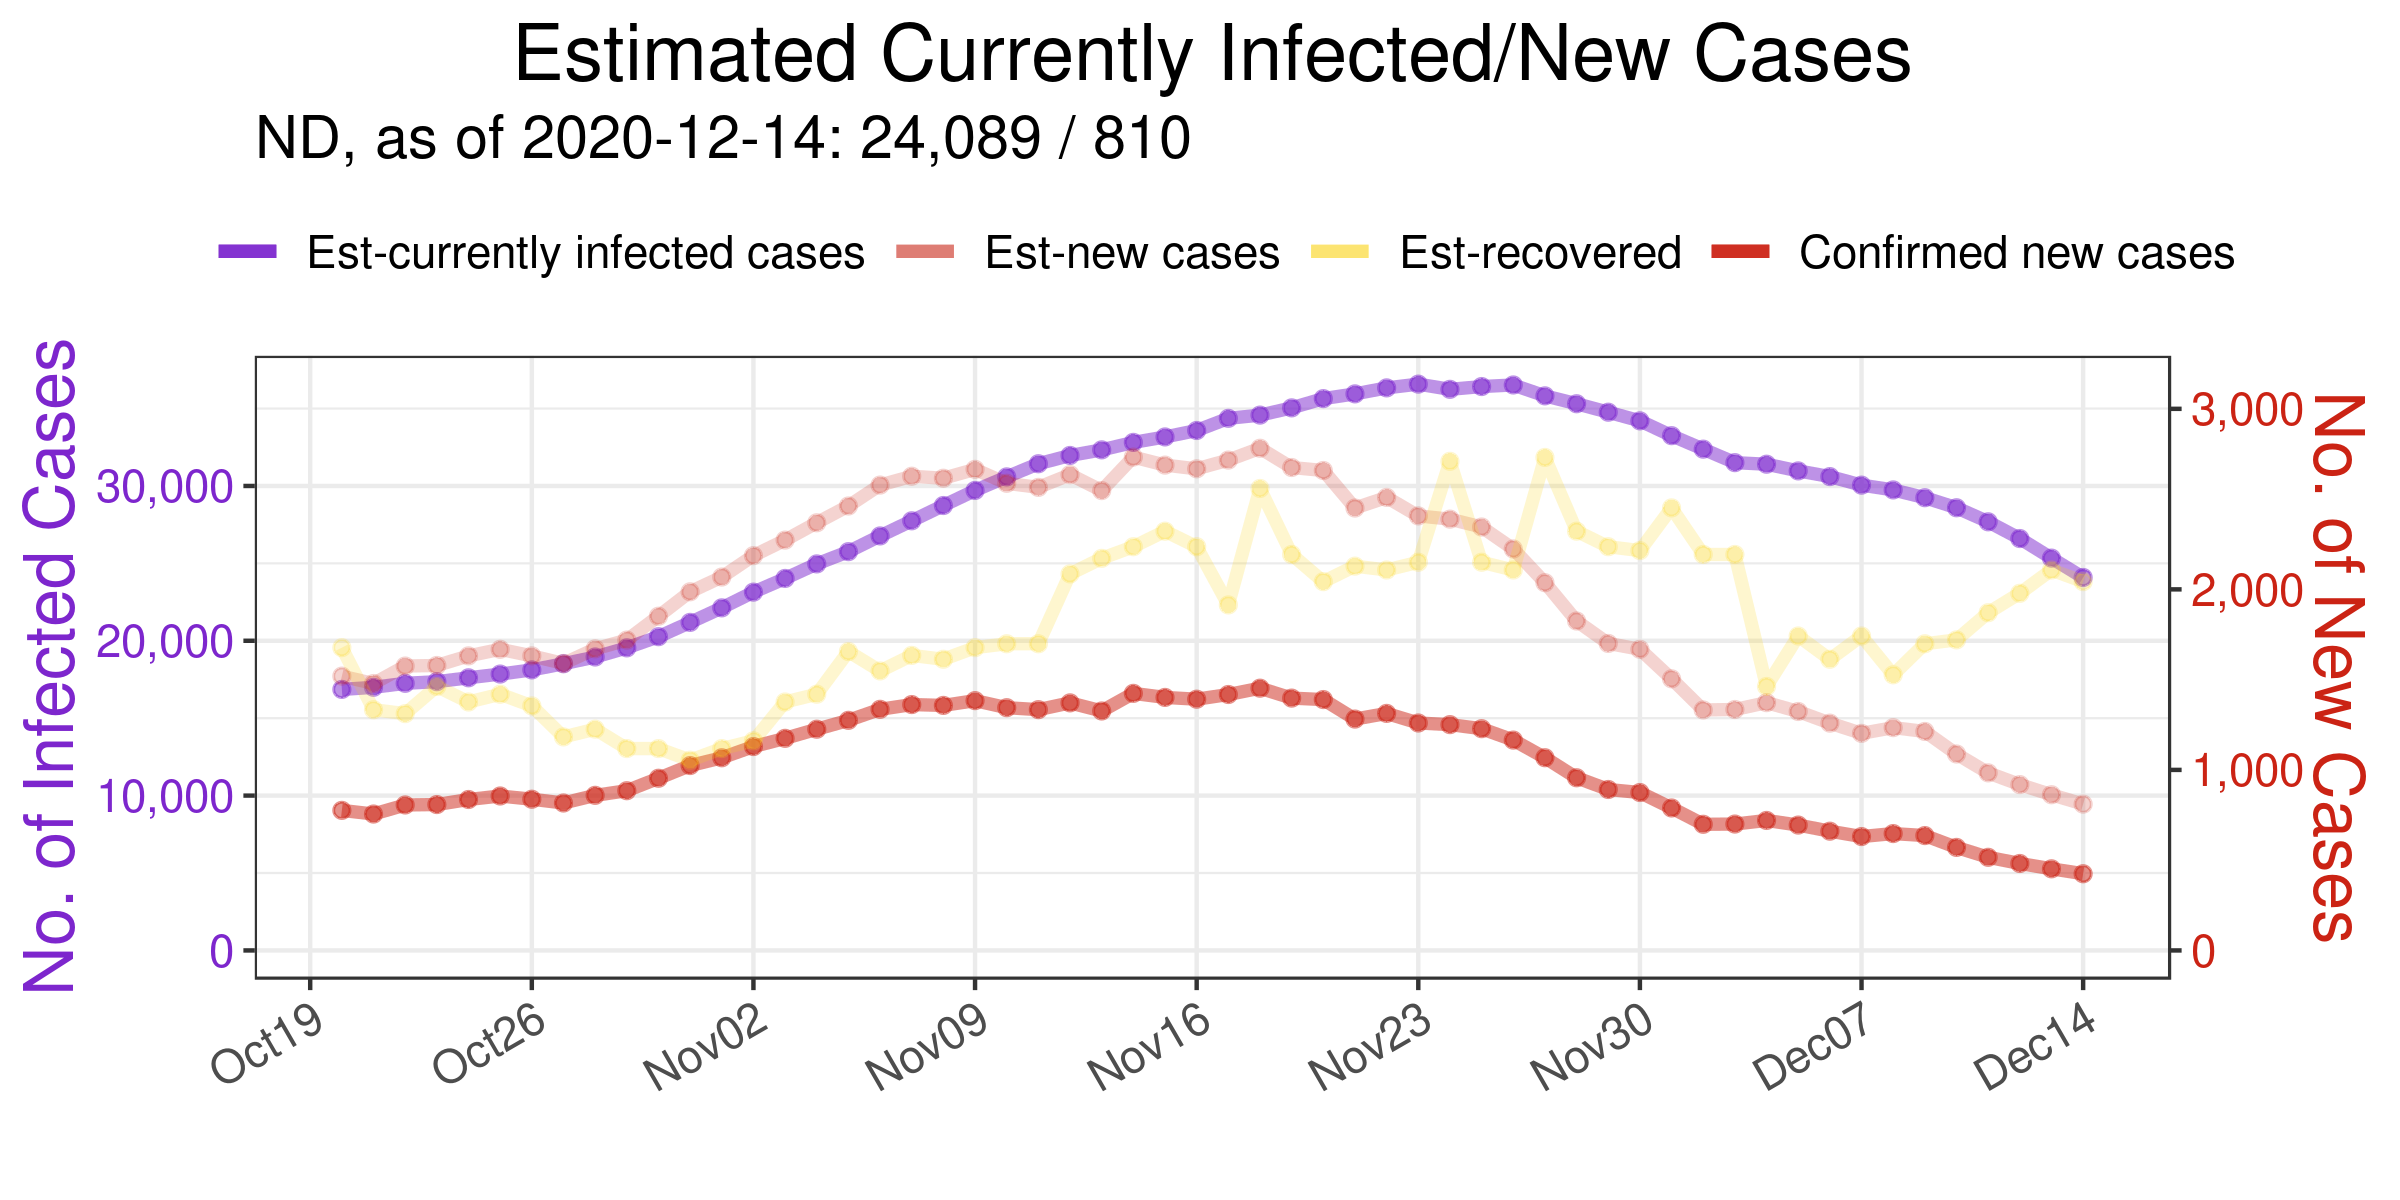 Estimated Currently Infected/New Cases
ND, as of 2020-12-14: 24,089 / 810
Est-currently infected cases Est-new cases Est-recovered Confirmed new cases
No. of Infected Cases
30,000
20,000
10,000
0
3,000
2,000
1,000
0
No. of New Cases
Oct19 Oct26 Nov02 Nov09 Nov16 Nov23 Nov30 Dec07 Dec14